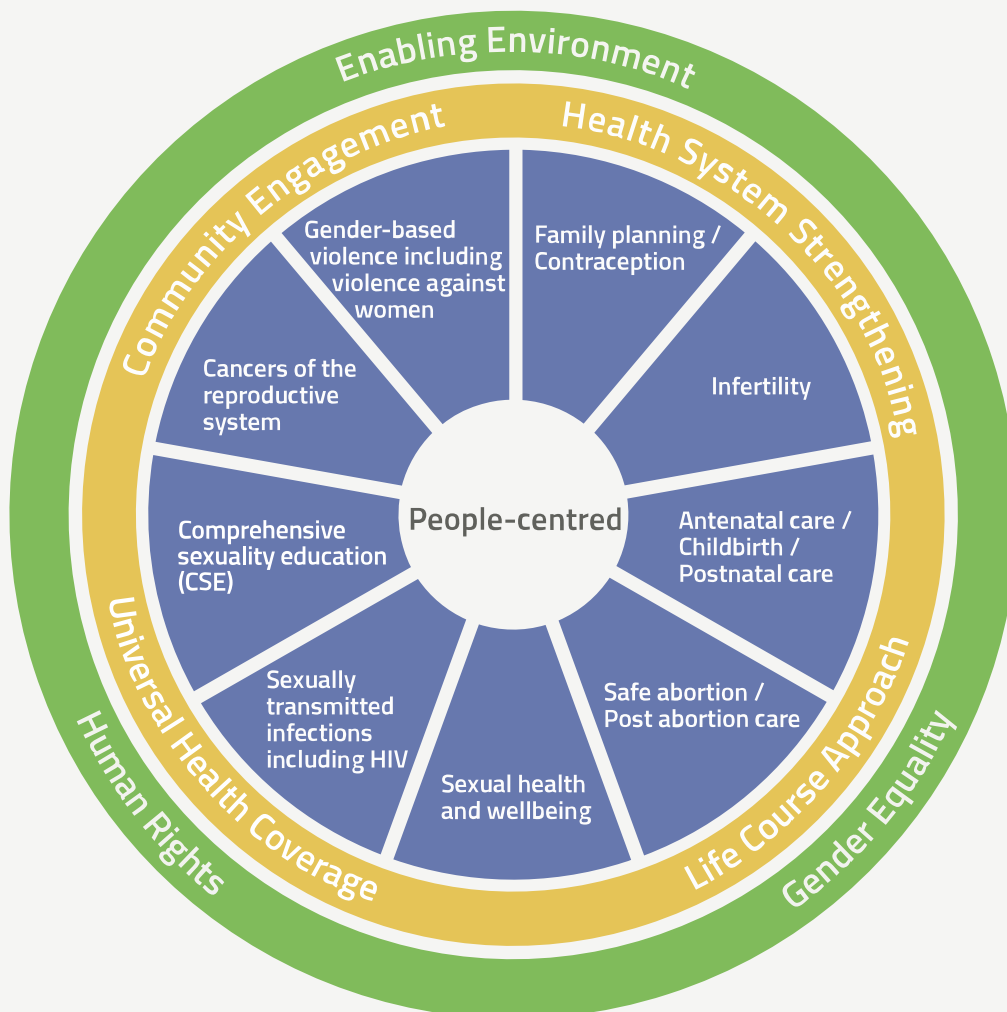 Enabling Environment
Community Engagement
Health System Strengthening
Gender-based
violence including
violence against
women
Family planning /
Contraception
Cancers of the
reproductive
system
Infertility
People-centred
Comprehensive
sexuality education
(CSE)
Antenatal care /
Childbirth /
Postnatal care
Sexually
transmitted
infections
including HIV
Safe abortion /
Post abortion care
Sexual health
and wellbeing
Universal Health Coverage
Life Course Approach
Human Rights
Gender Equality